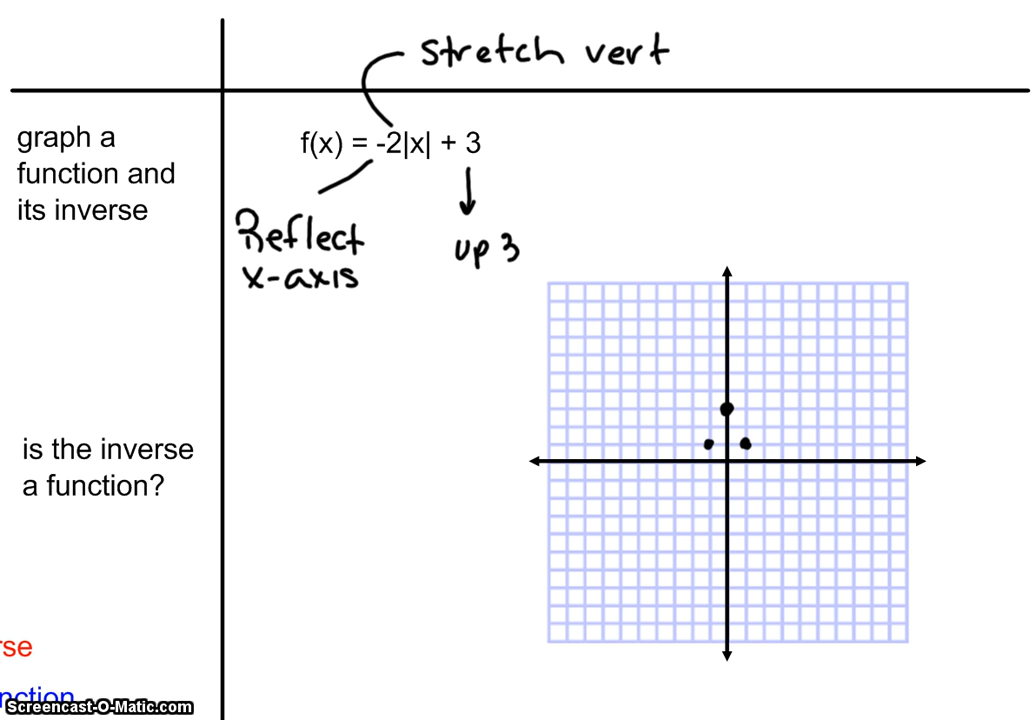 stretch vert
graph a
function and
its inverse
f(x) = -2|x| + 3
Reflect
x-axis
up 3
is the inverse
a function?
rse
nction
Screencast-O-Matic.com